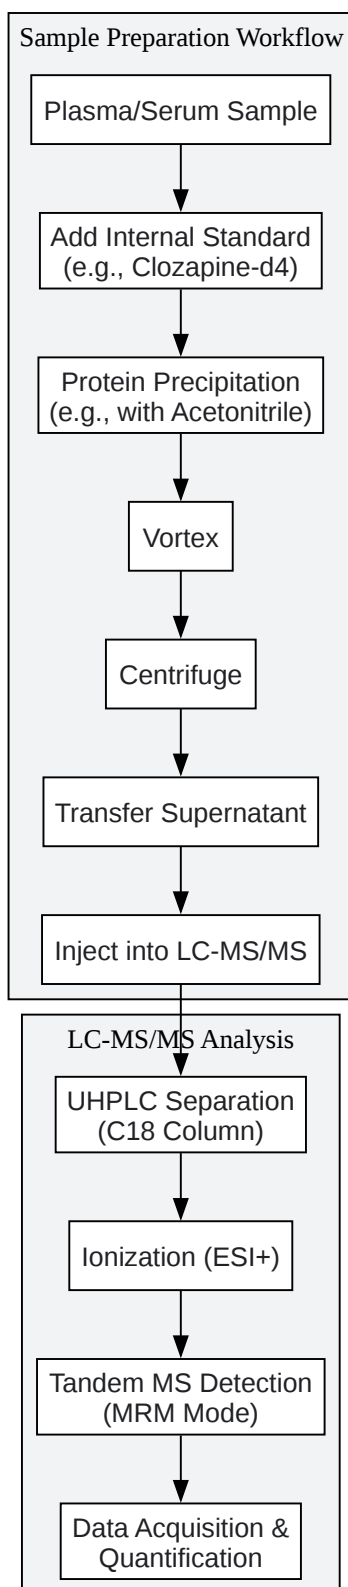 Sample Preparation Workflow
Plasma/Serum Sample
Add Internal Standard
(e.g., Clozapine-d4)
Protein Precipitation
(e.g., with Acetonitrile)
Vortex
Centrifuge
Transfer Supernatant
Inject into LC-MS/MS
LC-MS/MS Analysis
UHPLC Separation
(C18 Column)
Ionization (ESI+)
Tandem MS Detection
(MRM Mode)
Data Acquisition &
Quantification